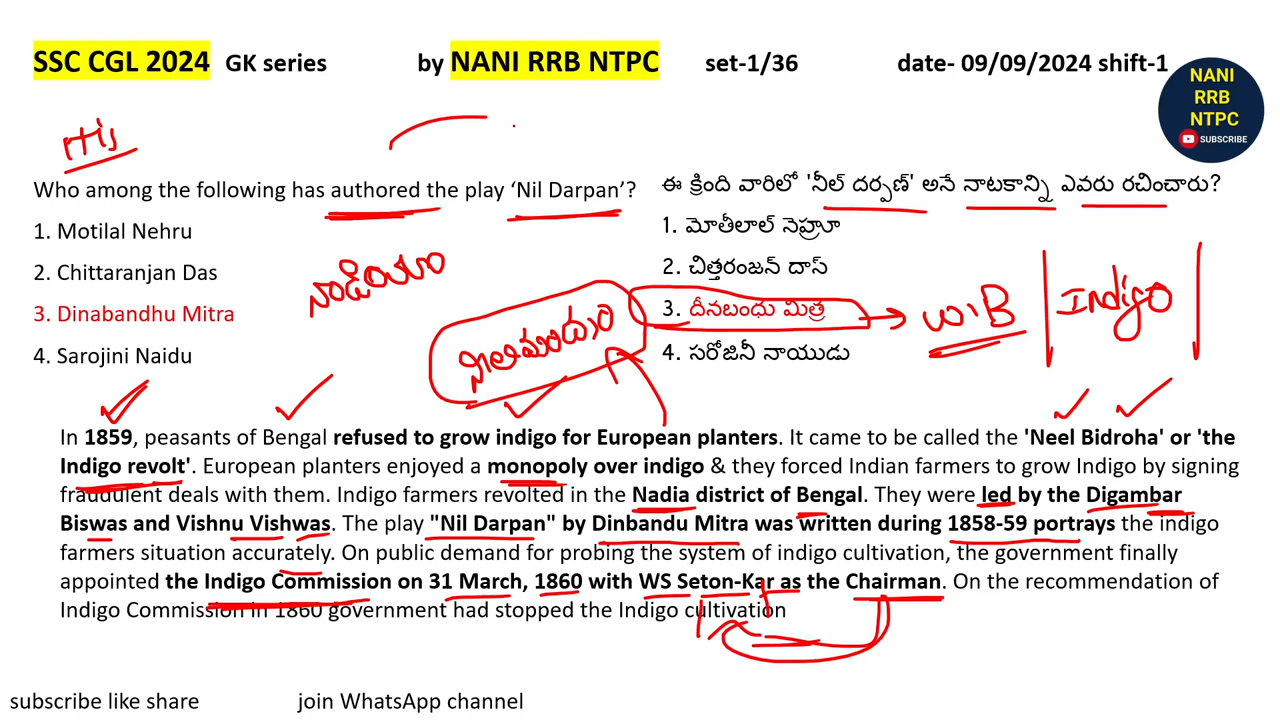 SSC CGL 2024 GK series by NANI RRB NTPC set-1/36 date- 09/09/2024 shift-1
NANI
RRB
NTPC
SUBSCRIBE
His
Who among the following has authored the play ‘Nil Darpan’?
1. Motilal Nehru
2. Chittaranjan Das
3. Dinabandhu Mitra
4. Sarojini Naidu
ఈ క్రింది వారిలో 'నీల్ దర్పణ్' అనే నాటకాన్ని ఎవరు రచించారు?
1. మోతీలాల్ నెహ్రూ
2. చిత్తరంజన్ దాస్
3. దీనబంధు మిత్ర
4. సరోజినీ నాయుడు
నీలిమందు
W.B
Indigo
In 1859, peasants of Bengal refused to grow indigo for European planters. It came to be called the 'Neel Bidroha' or 'the
Indigo revolt'. European planters enjoyed a monopoly over indigo & they forced Indian farmers to grow Indigo by signing
fraudulent deals with them. Indigo farmers revolted in the Nadia district of Bengal. They were led by the Digambar
Biswas and Vishnu Vishwas. The play "Nil Darpan" by Dinbandu Mitra was written during 1858-59 portrays the indigo
farmers situation accurately. On public demand for probing the system of indigo cultivation, the government finally
appointed the Indigo Commission on 31 March, 1860 with WS Seton-Kar as the Chairman. On the recommendation of
Indigo Commission in 1860 government had stopped the Indigo cultivation
subscribe like share join WhatsApp channel